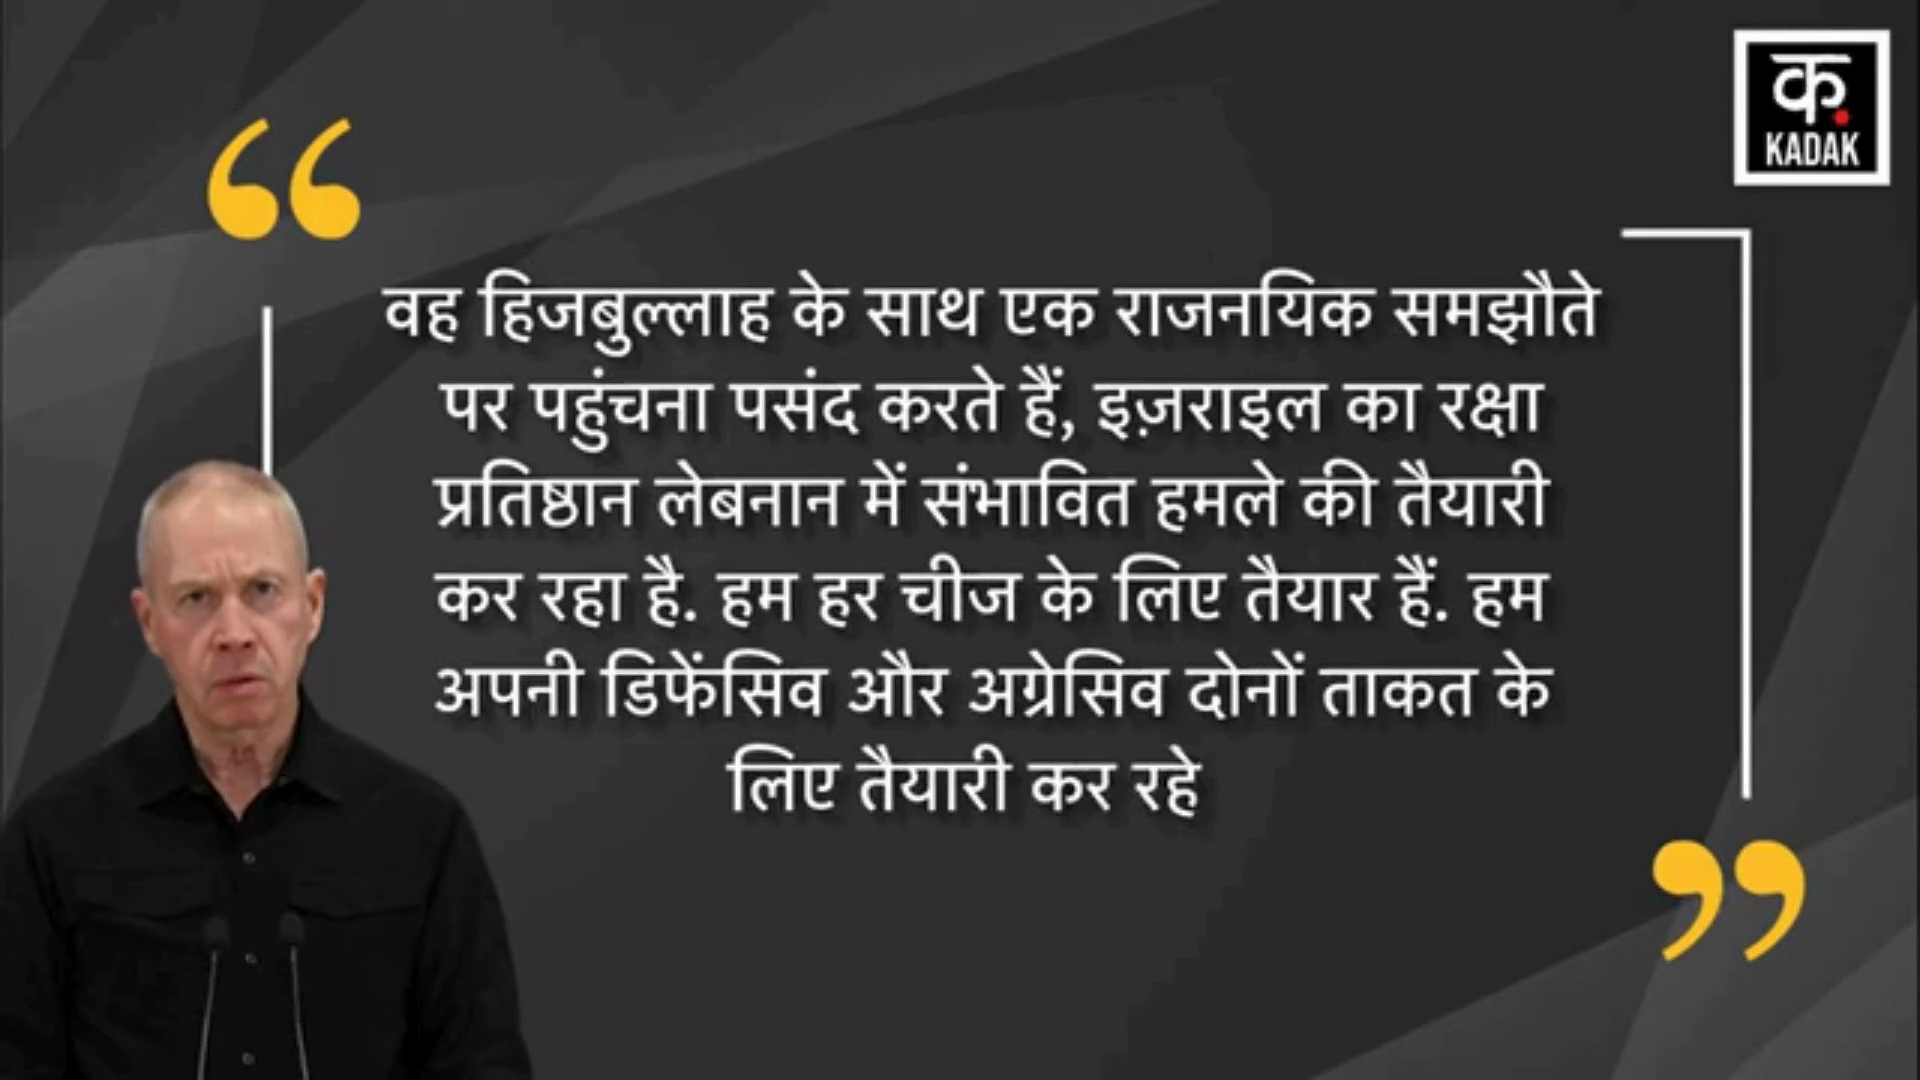 क
KADAK
वह हिजबुल्लाह के साथ एक राजनयिक समझौते
पर पहुंचना पसंद करते हैं, इज़राइल का रक्षा
प्रतिष्ठान लेबनान में संभावित हमले की तैयारी
कर रहा है. हम हर चीज के लिए तैयार हैं. हम
अपनी डिफेंसिव और अग्रेसिव दोनों ताकत के
लिए तैयारी कर रहे